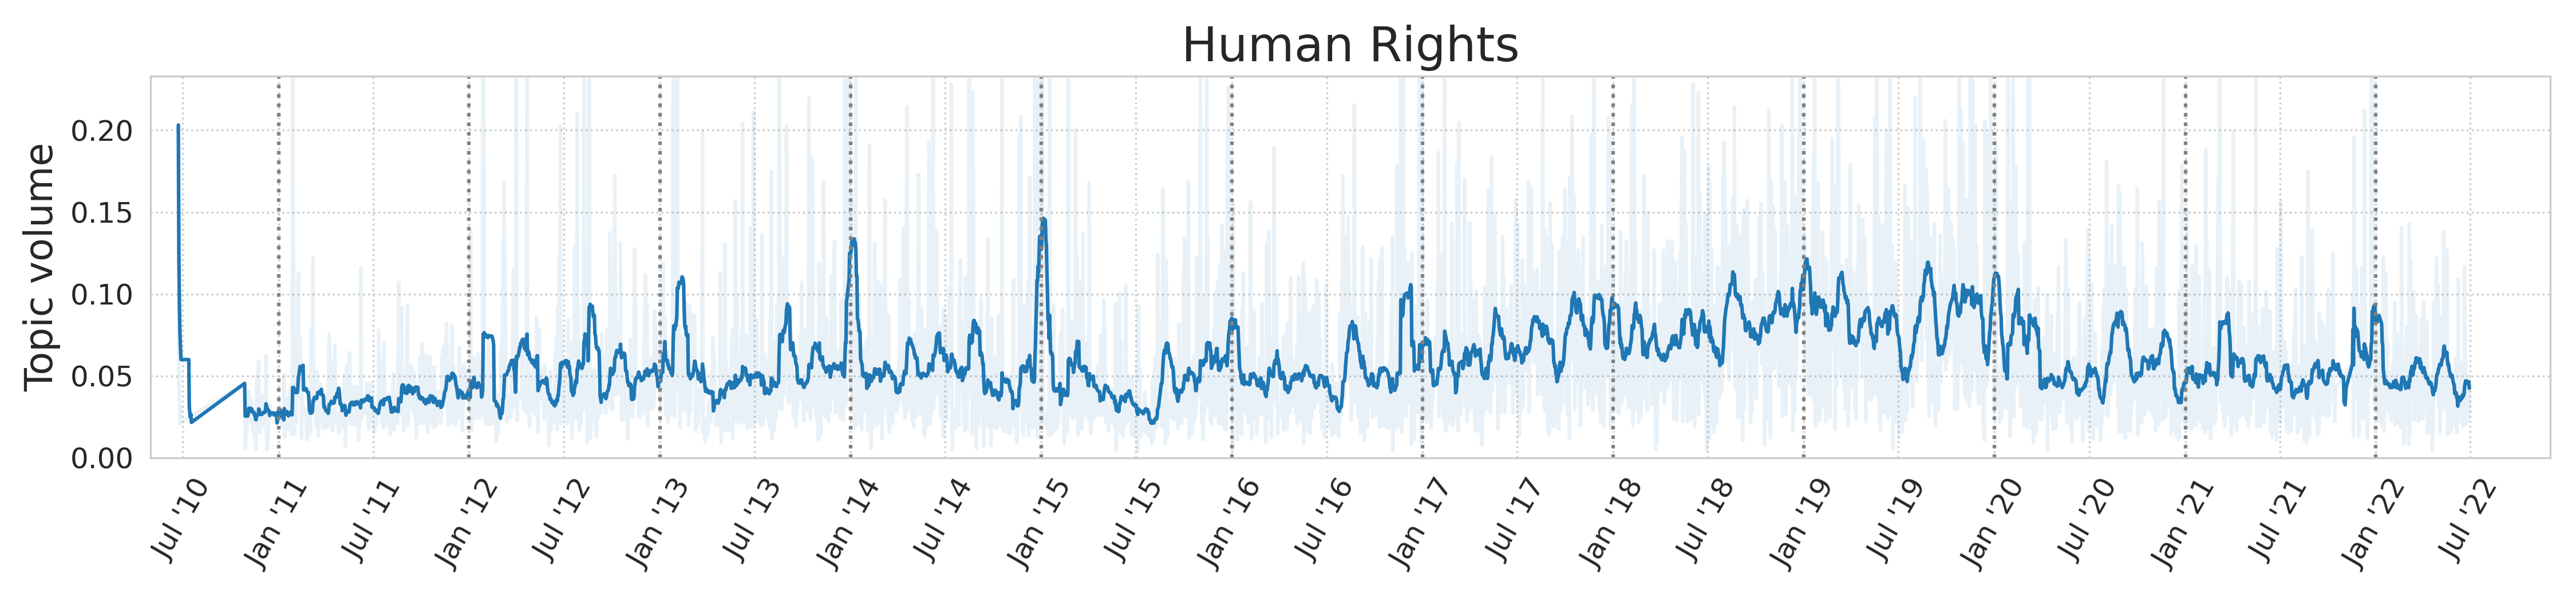 Human Rights
Topic volume
0.20
0.15
0.10
0.05
0.00
Jul '10
Jan '11
Jul '11
Jan '12
Jul '12
Jan '13
Jul '13
Jan '14
Jul '14
Jan '15
Jul '15
Jan '16
Jul '16
Jan '17
Jul '17
Jan '18
Jul '18
Jan '19
Jul '19
Jan '20
Jul '20
Jan '21
Jul '21
Jan '22
Jul '22